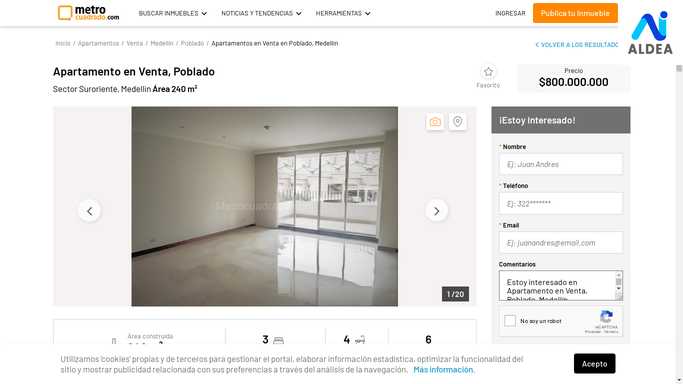 metro
cuadrado.com
BUSCAR INMUEBLES
NOTICIAS Y TENDENCIAS
HERRAMIENTAS
INGRESAR
Publica tu Inmueble
AI
ALDEA
Inicio / Apartamentos / Venta / Medellín / Poblado / Apartamentos en Venta en Poblado, Medellín
VOLVER A LOS RESULTADO
Apartamento en Venta, Poblado
Sector Suroriente, Medellín Área 240 m²
Favorito
Precio
$800.000.000
1 / 20
¡Estoy Interesado!
* Nombre
Ej: Juan Andres
* Teléfono
Ej: 322*******
* Email
Ej: juanandres@email.com
Comentarios
Estoy interesado en
Apartamento en Venta,
Poblado, Medellín
No soy un robot
reCAPTCHA
Privacidad - Términos
Área construida
3
4
6
Utilizamos 'cookies' propias y de terceros para gestionar el portal, elaborar información estadística, optimizar la funcionalidad del
sitio y mostrar publicidad relacionada con sus preferencias a través del análisis de la navegación. Más información.
Acepto